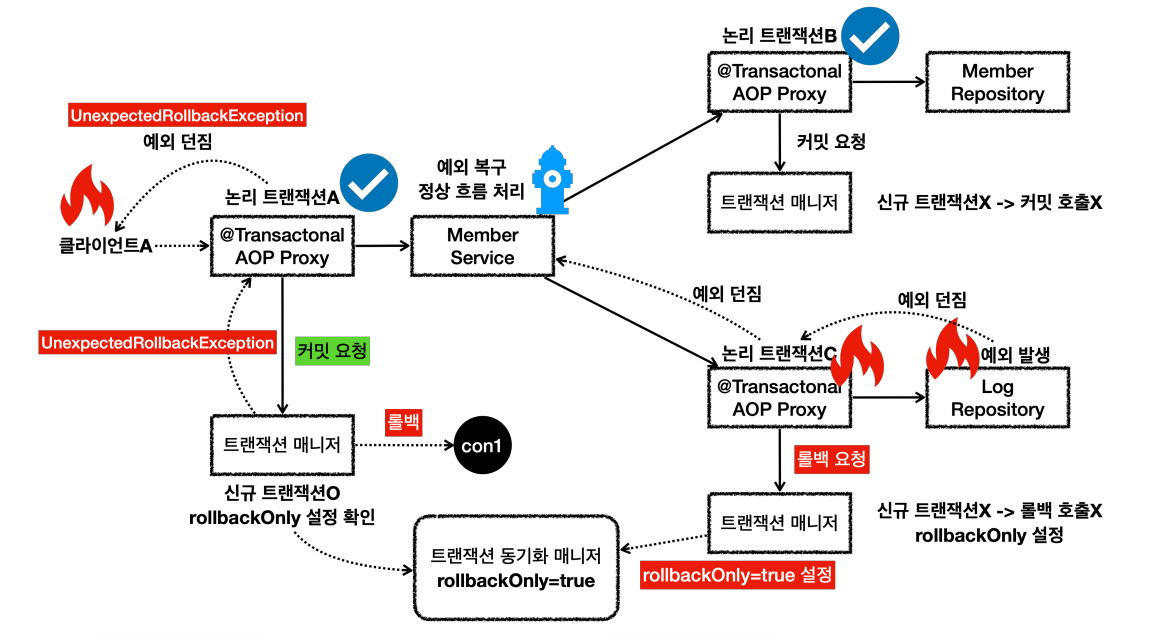 논리 트랜잭션B
@Transactonal
AOP Proxy
Member
Repository
커밋 요청
트랜잭션 매니저
신규 트랜잭션X -> 커밋 호출X
UnexpectedRollbackException
예외 던짐
클라이언트A
논리 트랜잭션A
@Transactonal
AOP Proxy
예외 복구
정상 흐름 처리
Member
Service
UnexpectedRollbackException
커밋 요청
트랜잭션 매니저
롤백
con1
신규 트랜잭션O
rollbackOnly 설정 확인
예외 던짐
예외 던짐
논리 트랜잭션C
@Transactonal
AOP Proxy
예외 발생
Log
Repository
롤백 요청
트랜잭션 매니저
신규 트랜잭션X -> 롤백 호출X
rollbackOnly 설정
rollbackOnly=true 설정
트랜잭션 동기화 매니저
rollbackOnly=true